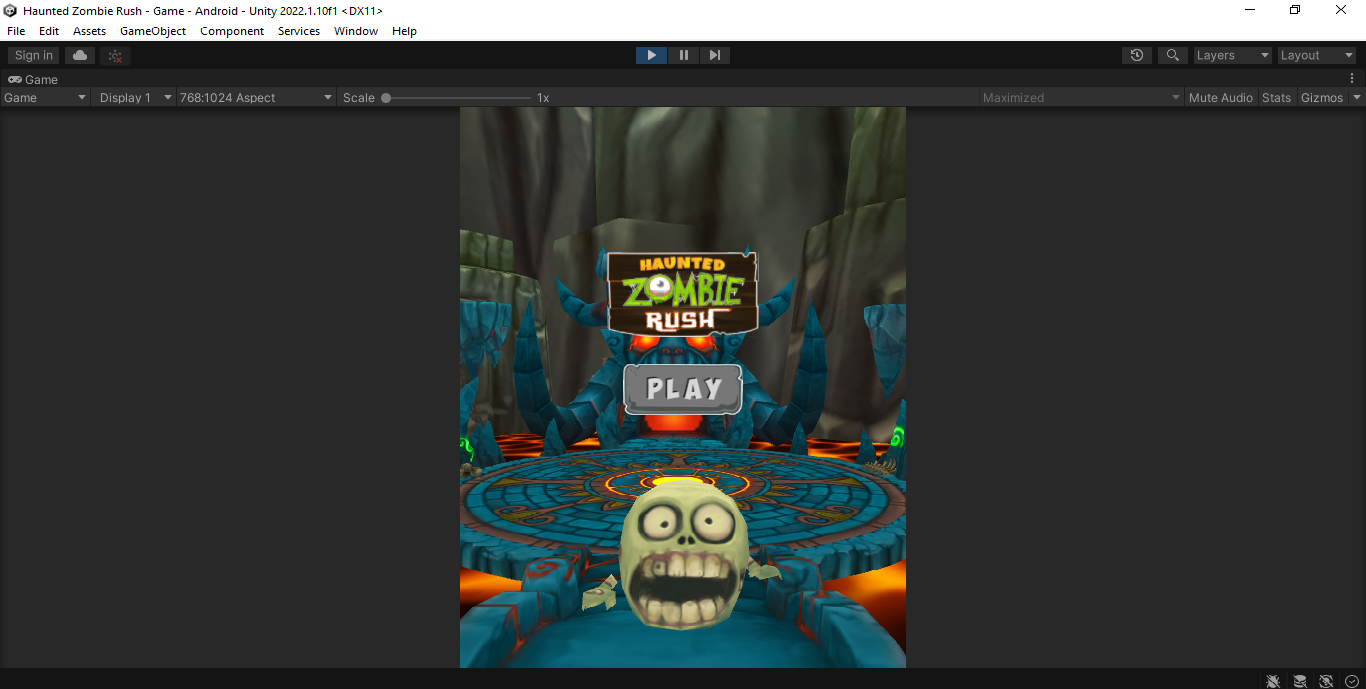 Haunted Zombie Rush - Game - Android - Unity 2022.1.10f1 <DX11>
File Edit Assets GameObject Component Services Window Help
Sign in Layers Layout
Game
Game Display 1 768:1024 Aspect Scale 1x Maximized Mute Audio Stats Gizmos
HAUNTED
ZOMBIE
RUSH
PLAY